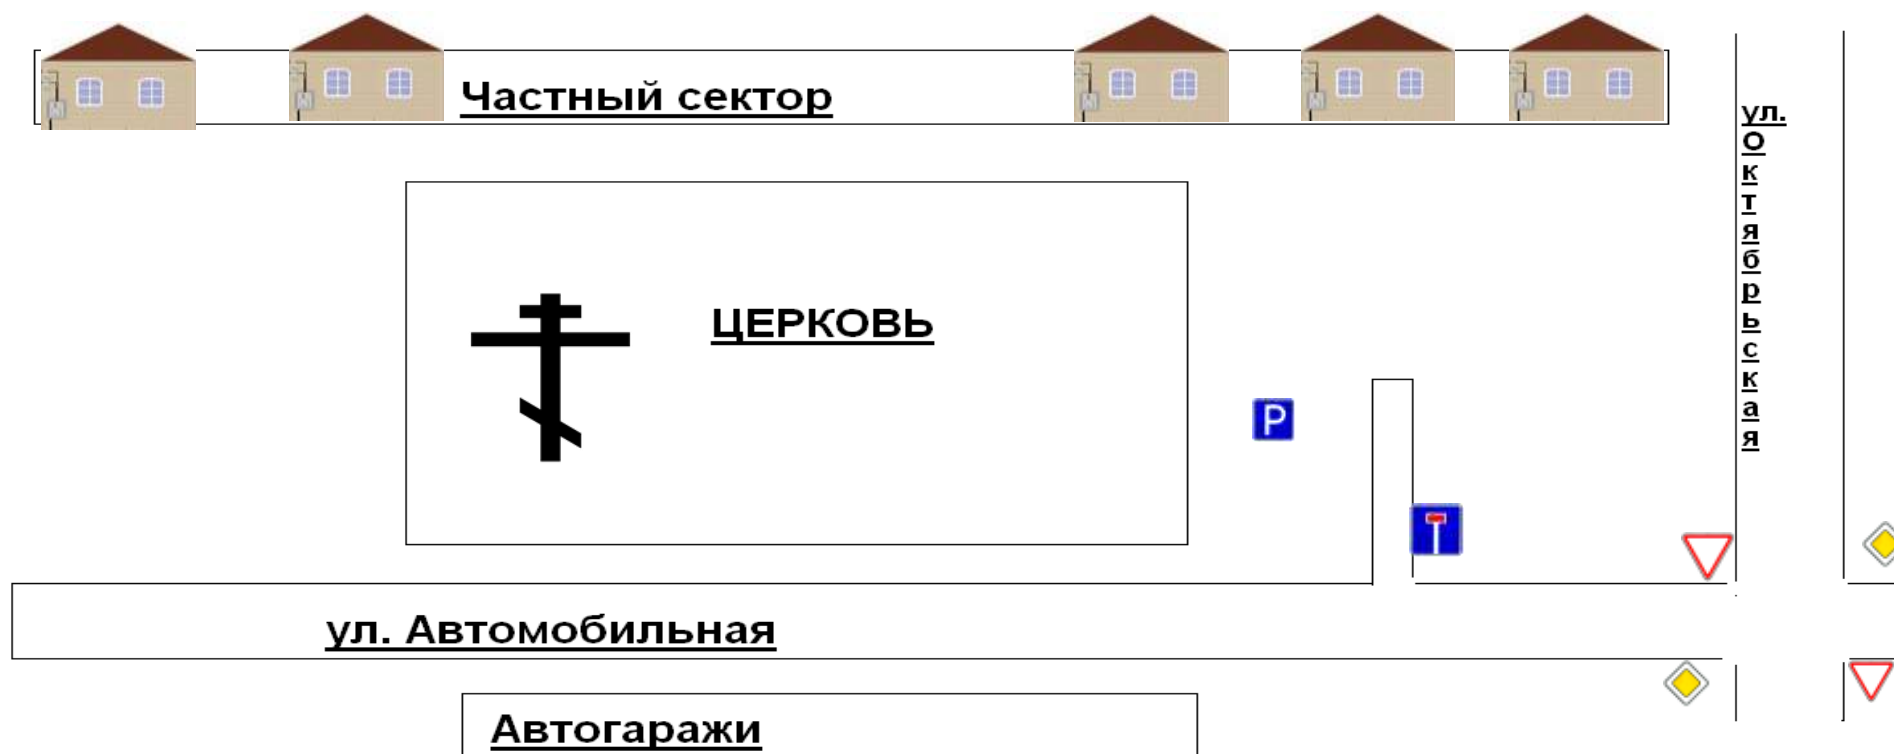 Частный сектор
ул. Октябрьская
ЦЕРКОВЬ
P
ул. Автомобильная
Автогаражи